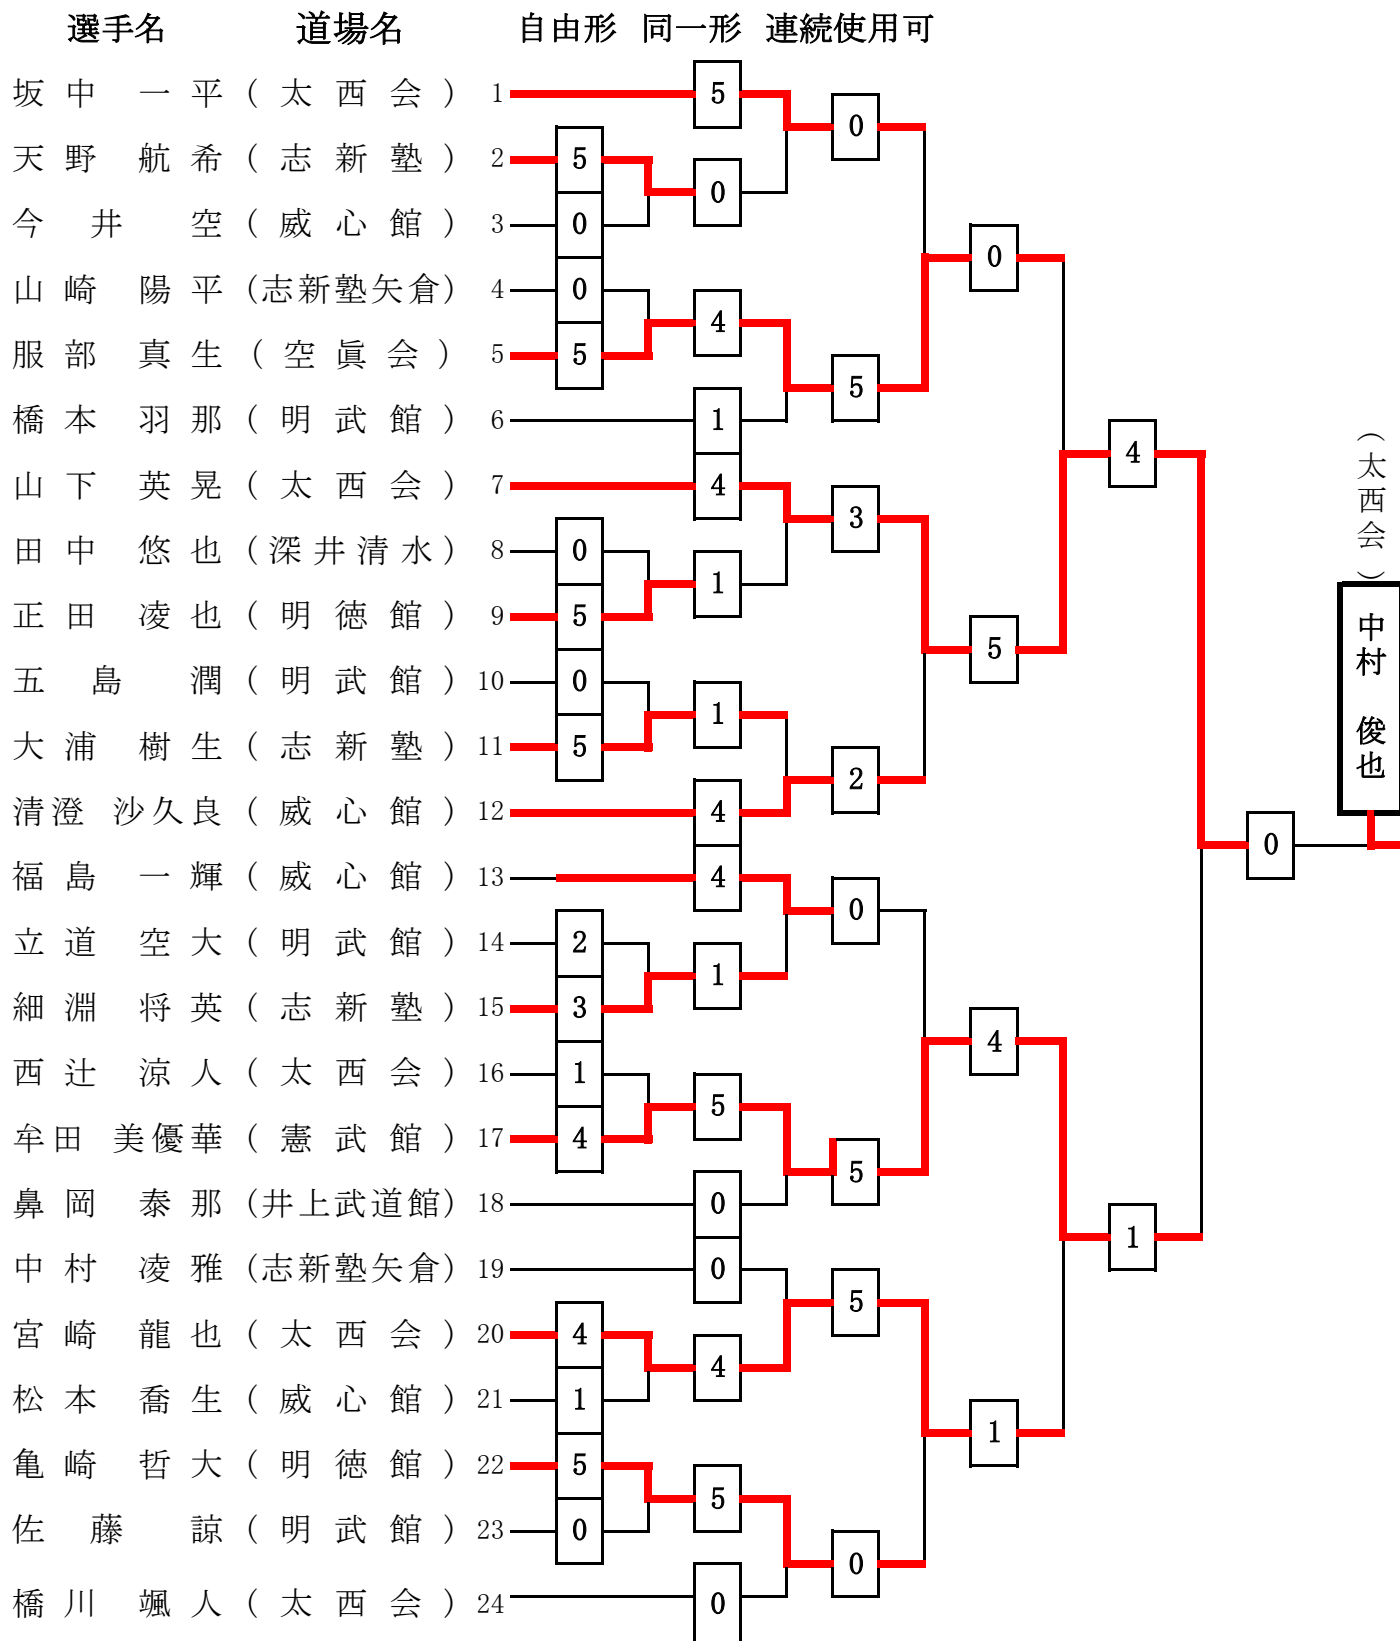 選手名 道場名 自由形 同一形 連続使用可
坂中 一平 (太西会) 1 5
0
天野 航希 (志新塾) 2 5
0
今井 空 (威心館) 3 0
0
山崎 陽平 (志新塾矢倉) 4 0
4
服部 真生 (空眞会) 5 5
5
橋本 羽那 (明武館) 6 1
4
山下 英晃 (太西会) 7 4
3
田中 悠也 (深井清水) 8 0
1
正田 凌也 (明徳館) 9 5
5
五島 潤 (明武館) 10 0
1
大浦 樹生 (志新塾) 11 5
2
清澄 沙久良 (威心館) 12 4
0
福島 一輝 (威心館) 13 4
0
立道 空大 (明武館) 14 2
1
細淵 将英 (志新塾) 15 3
4
西辻 涼人 (太西会) 16 1
5
牟田 美優華 (憲武館) 17 4
5
鼻岡 泰那 (井上武道館) 18 0
1
中村 凌雅 (志新塾矢倉) 19 0
5
宮崎 龍也 (太西会) 20 4
4
松本 喬生 (威心館) 21 1
1
亀崎 哲大 (明徳館) 22 5
5
佐藤 諒 (明武館) 23 0
0
橋川 颯人 (太西会) 24 0
(太西会)
中村 俊也